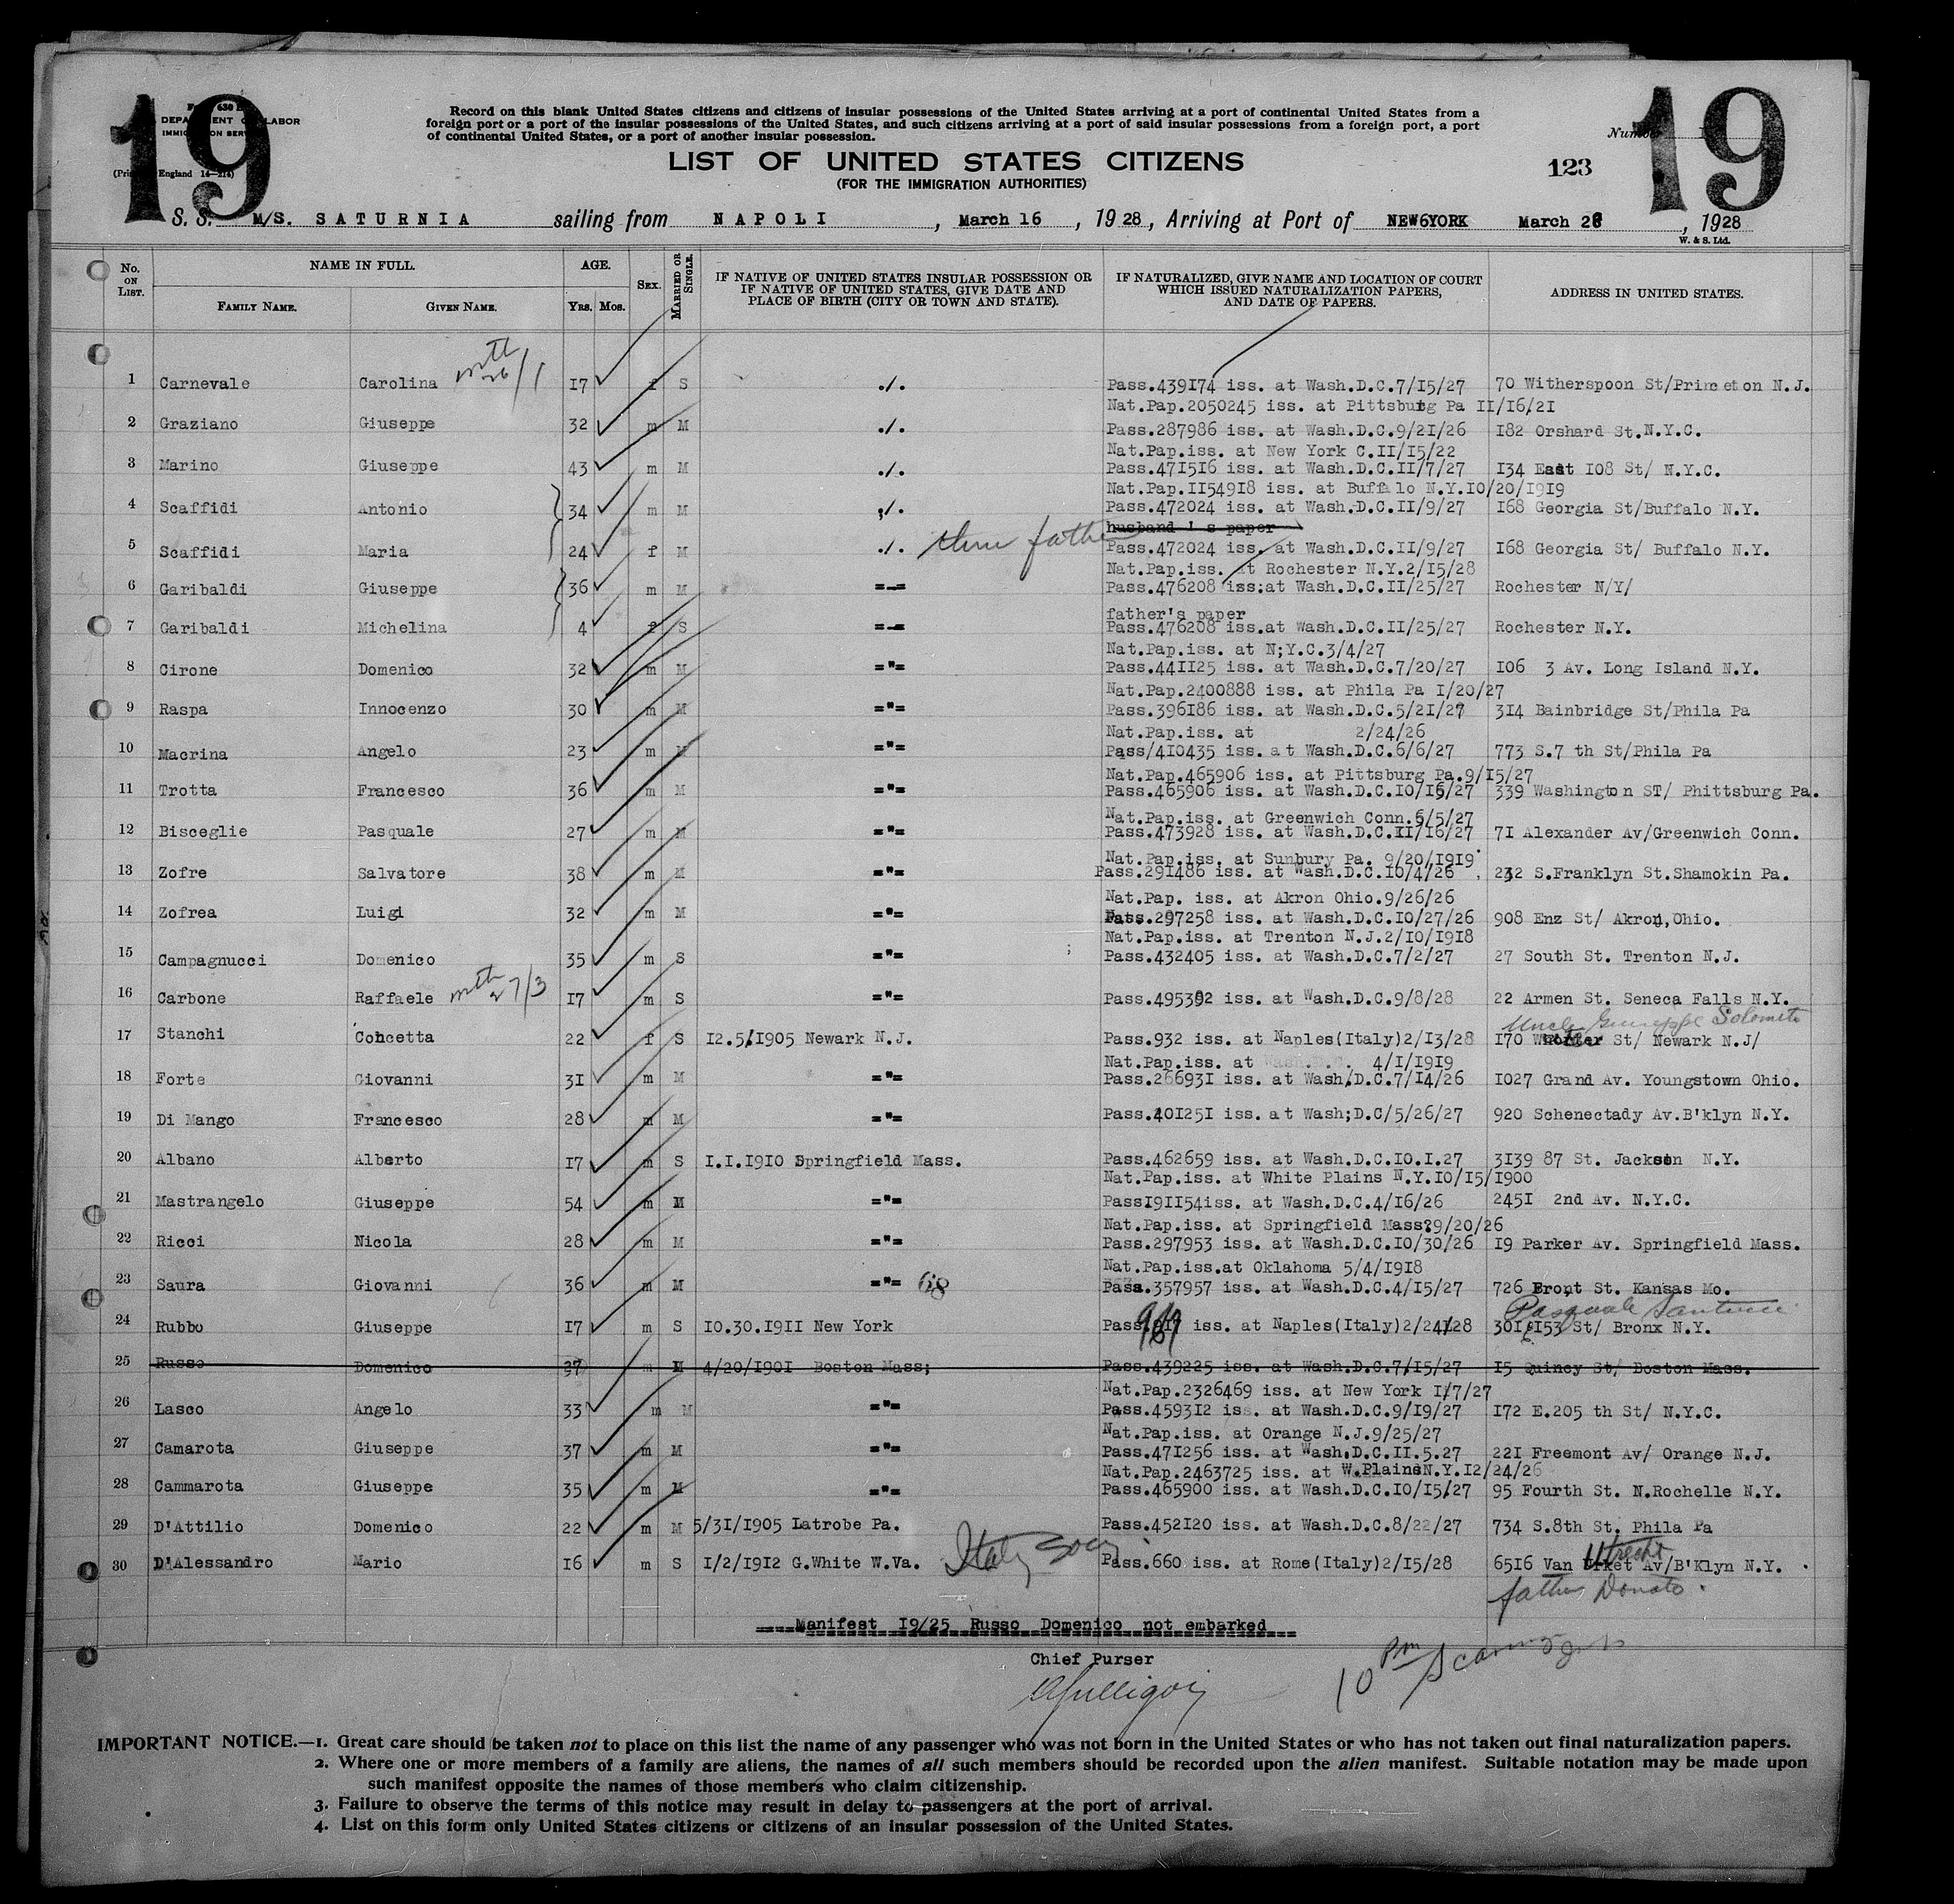 19
19
Record on this blank United States citizens and citizens of insular possessions of the United States arriving at a port of continental United States from a
foreign port or a port of the insular possessions of the United States, and such citizens arriving at a port of said insular possessions from a foreign port, a port
of continental United States, or a port of another insular possession.
LIST OF UNITED STATES CITIZENS
(FOR THE IMMIGRATION AUTHORITIES)
123
S. S. M/S. SATURNIA sailing from NAPOLI, March 16, 1928, Arriving at Port of NEW6YORK March 28, 1928
W. & S. Ltd.
No. ON LIST. NAME IN FULL. FAMILY NAME. GIVEN NAME. AGE. Yrs. Mos. SEX. MARRIED OR SINGLE. IF NATIVE OF UNITED STATES INSULAR POSSESSION OR IF NATIVE OF UNITED STATES, GIVE DATE AND PLACE OF BIRTH (CITY OR TOWN AND STATE). IF NATURALIZED, GIVE NAME AND LOCATION OF COURT WHICH ISSUED NATURALIZATION PAPERS, AND DATE OF PAPERS. ADDRESS IN UNITED STATES.
1 Carnevale Carolina 17 f S ./. Pass.439174 iss. at Wash.D.C.7/15/27 70 Witherspoon St/Princeton N.J.
Nat.Pap.2050245 iss. at Pittsburg Pa II/16/21
2 Graziano Giuseppe 32 m M ./. Pass.287986 iss. at Wash.D.C.9/21/26 182 Orshard St.N.Y.C.
Nat.Pap.iss. at New York C.II/15/22
3 Marino Giuseppe 43 m M ./. Pass.471516 iss. at Wash.D.C.II/7/27 134 East 108 St/ N.Y.C.
Nat.Pap.1154918 iss. at Buffalo N.Y.10/20/1919
4 Scaffidi Antonio 34 m M ./. Pass.472024 iss. at Wash.D.C.II/9/27 168 Georgia St/Buffalo N.Y.
husband's paper
5 Scaffidi Maria 24 f M ./. thru father Pass.472024 iss. at Wash.D.C.II/9/27 168 Georgia St/ Buffalo N.Y.
Nat.Pap.iss. at Rochester N.Y.2/15/28
6 Garibaldi Giuseppe 36 m M =-= Pass.476208 iss:at Wash.D.C.II/25/27 Rochester N/Y/
father's paper
7 Garibaldi Michelina 4 f S =-= Pass.476208 iss.at Wash.D.C.II/25/27 Rochester N.Y.
Nat.Pap.iss. at N;Y.C.3/4/27
8 Cirone Domenico 32 m M ="= Pass.441125 iss. at Wash.D.C.7/20/27 106 3 Av. Long Island N.Y.
Nat.Pap.2400888 iss. at Phila Pa 1/20/27
9 Raspa Innocenzo 30 m M ="= Pass.396186 iss. at Wash.D.C.5/21/27 314 Bainbridge St/Phila Pa
Nat.Pap.iss. at 2/24/26
10 Macrina Angelo 23 m M ="= Pass/410435 iss. at Wash.D.C.6/6/27 773 S.7 th St/Phila Pa
Nat.Pap.465906 iss. at Pittsburg Pa.9/15/27
11 Trotta Francesco 36 m M ="= Pass.465906 iss. at Wash.D.C.10/15/27 339 Washington ST/ Phittsburg Pa.
Nat.Pap.iss. at Greenwich Conn.6/5/27
12 Bisceglie Pasquale 27 m M ="= Pass.473928 iss. at Wash.D.C.II/16/27 71 Alexander Av/Greenwich Conn.
Nat.Pap.iss. at Sunbury Pa. 9/20/1919
13 Zofre Salvatore 38 m M ="= Pass.291486 iss. at Wash.D.C.10/4/26 232 S.Franklyn St.Shamokin Pa.
Nat.Pap. iss. at Akron Ohio.9/26/26
14 Zofrea Luigi 32 m M ="= Pass.297258 iss. at Wash.D.C.10/27/26 908 Enz St/ Akron,Ohio.
Nat.Pap.iss. at Trenton N.J.2/10/1918
15 Campagnucci Domenico 35 m S ="= Pass.432405 iss. at Wash.D.C.7/2/27 27 South St. Trenton N.J.
16 Carbone Raffaele 27/3 17 m S ="= Pass.495392 iss. at Wash.D.C.9/8/28 22 Armen St. Seneca Falls N.Y.
Uncle Giuseppe Solomito
17 Stanchi Concetta 22 f S 12.5/1905 Newark N.J. Pass.932 iss. at Naples(Italy)2/13/28 170 St/ Newark N.J/
Nat.Pap.iss. at 4/1/1919
18 Forte Giovanni 31 m M ="= Pass.266931 iss. at Wash.D.C.7/14/26 1027 Grand Av. Youngstown Ohio.
19 Di Mango Francesco 28 m M ="= Pass.401251 iss. at Wash;D.C/5/26/27 920 Schenectady Av.B'klyn N.Y.
20 Albano Alberto 17 m S 1.1.1910 Springfield Mass. Pass.462659 iss. at Wash.D.C.10.1.27 3139 87 St. Jackson N.Y.
Nat.Pap.iss. at White Plains N.Y.10/15/1900
21 Mastrangelo Giuseppe 54 m M ="= Pass191154iss. at Wash.D.C.4/16/26 2451 2nd Av. N.Y.C.
Nat.Pap.iss. at Springfield Mass?9/20/26
22 Ricci Nicola 28 m M ="= Pass.297953 iss. at Wash.D.C.10/30/26 19 Parker Av. Springfield Mass.
Nat.Pap.iss.at Oklahoma 5/4/1918
23 Saura Giovanni 36 m M ="= Pass.357957 iss. at Wash.D.C.4/15/27 726 Front St. Kansas Mo.
Pasquale Santucci
24 Rubbo Giuseppe 17 m S 10.30.1911 New York Pass. iss. at Naples(Italy)2/24/28 301 153 St/ Bronx N.Y.
25 Russo Domenico 27 m M 4/20/1901 Boston Mass; Pass.439225 iss. at Wash.D.C.7/15/27 15 Quincy St/ Boston Mass.
Nat.Pap.2326469 iss. at New York 1/7/27
26 Lasco Angelo 33 m M ="= Pass.459312 iss. at Wash.D.C.9/19/27 172 E.205 th St/ N.Y.C.
Nat.Pap.iss. at Orange N.J.9/25/27
27 Camarota Giuseppe 37 m M ="= Pass.471256 iss. at Wash.D.C.II.5.27 221 Freemont Av/ Orange N.J.
Nat.Pap.2463725 iss. at W.PlainsN.Y.12/24/26
28 Cammarota Giuseppe 35 m M ="= Pass.465900 iss. at Wash.D.C.10/15/27 95 Fourth St. N.Rochelle N.Y.
29 D'Attilio Domenico 22 m M 5/31/1905 Latrobe Pa. Pass.452120 iss. at Wash.D.C.8/22/27 734 S.8th St. Phila Pa
30 D'Alessandro Mario 16 m S 1/2/1912 G.White W.Va. Italy Pass.660 iss. at Rome(Italy)2/15/28 6516 Van Utrecht Av/B'Klyn N.Y.
father Donato.
Manifest 19/25 Russo Domenico not embarked
Chief Purser
10 Pm
IMPORTANT NOTICE.—1. Great care should be taken not to place on this list the name of any passenger who was not born in the United States or who has not taken out final naturalization papers.
2. Where one or more members of a family are aliens, the names of all such members should be recorded upon the alien manifest. Suitable notation may be made upon
such manifest opposite the names of those members who claim citizenship.
3. Failure to observe the terms of this notice may result in delay to passengers at the port of arrival.
4. List on this form only United States citizens or citizens of an insular possession of the United States.